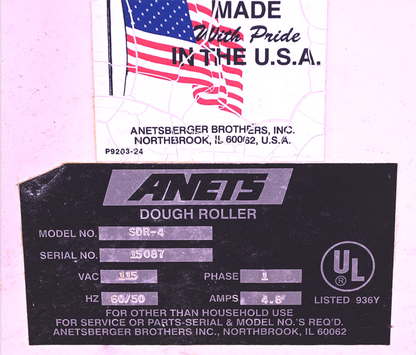 MADE
With Pride
IN THE U.S.A.
ANETSBERGER BROTHERS, INC.
NORTHBROOK, IL 60062, U.S.A.
P9203-24
ANETS
DOUGH ROLLER
MODEL NO. SDR-4
SERIAL NO. 15087
VAC 115 PHASE 1
HZ 60/50 AMPS 4.8
UL
LISTED 936Y
FOR OTHER THAN HOUSEHOLD USE
FOR SERVICE OR PARTS-SERIAL & MODEL NO.'S REQ'D.
ANETSBERGER BROTHERS INC., NORTHBROOK, IL 60062